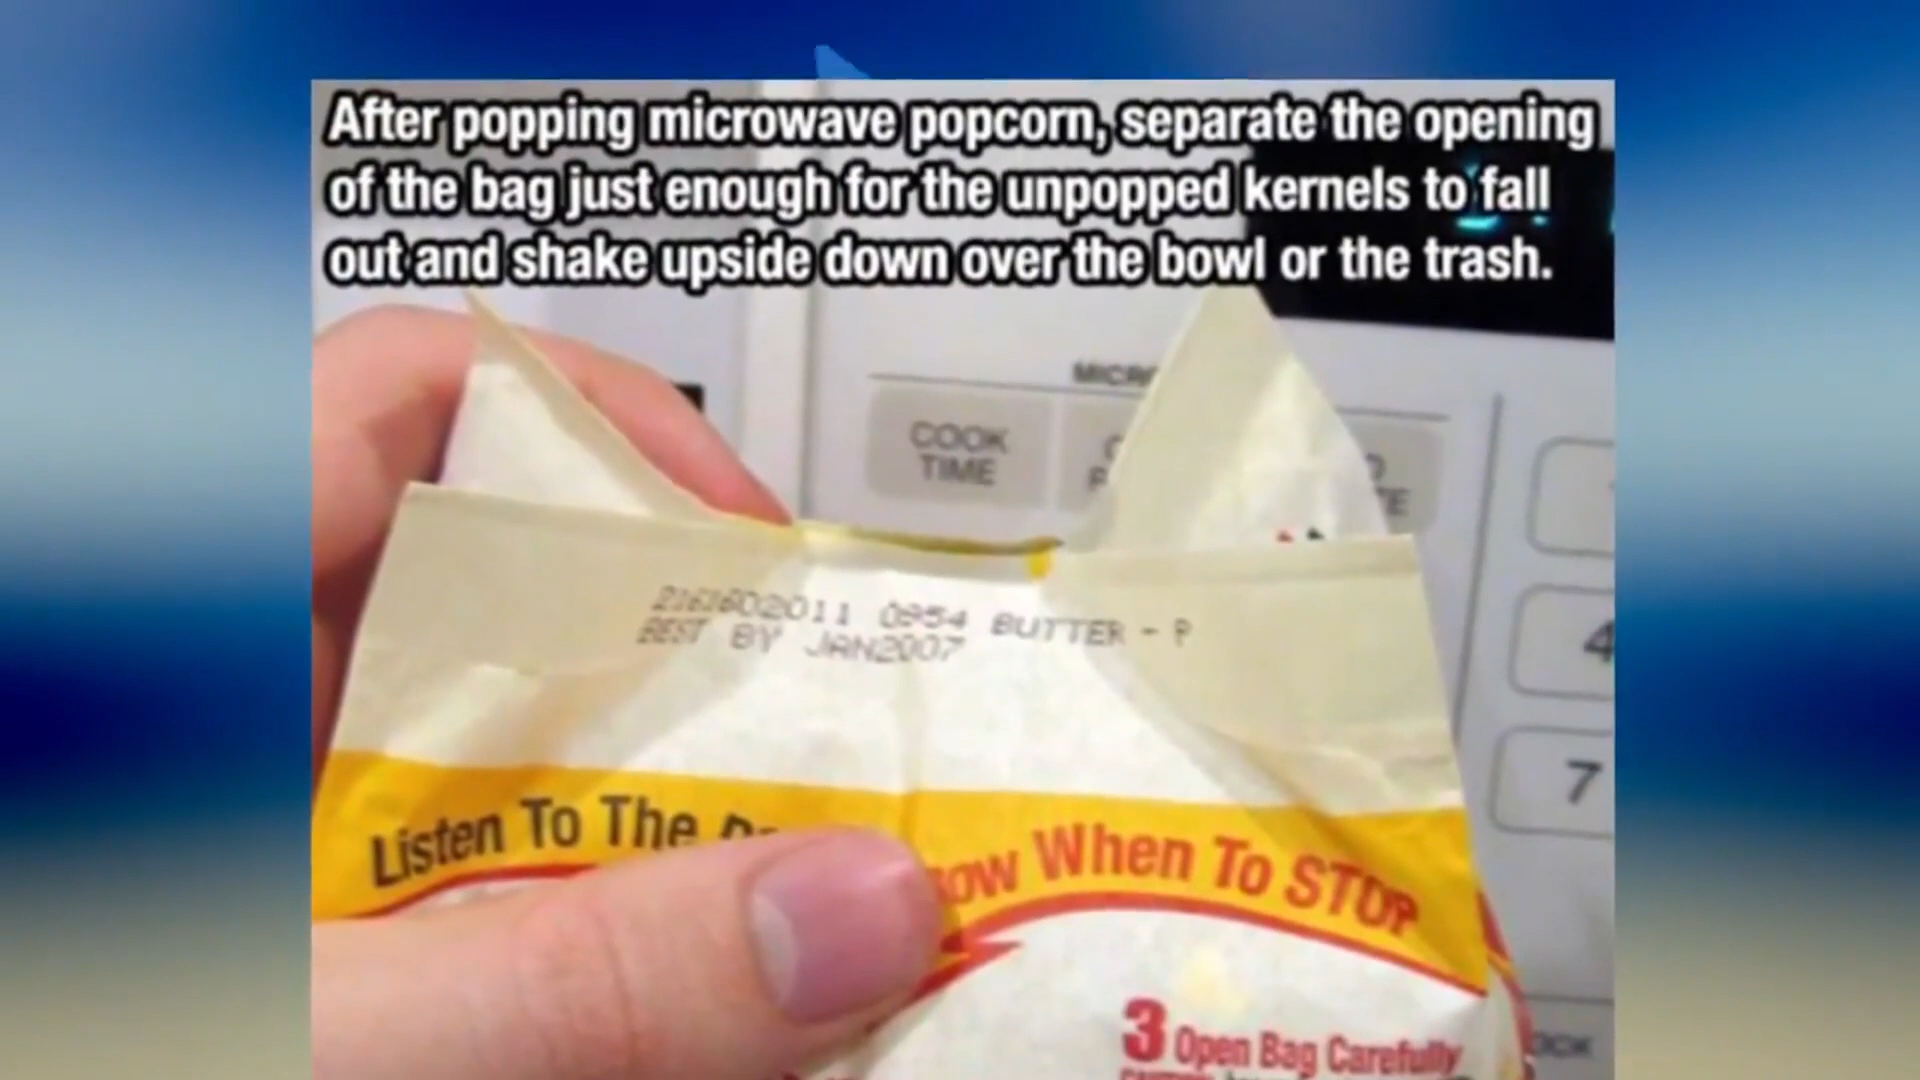 After popping microwave popcorn, separate the opening
of the bag just enough for the unpopped kernels to fall
out and shake upside down over the bowl or the trash.
COOK
TIME
BUTTER - P
BEST BY JAN2007
4
7
Listen To The
When To STOP
3 Open Bag Carefully